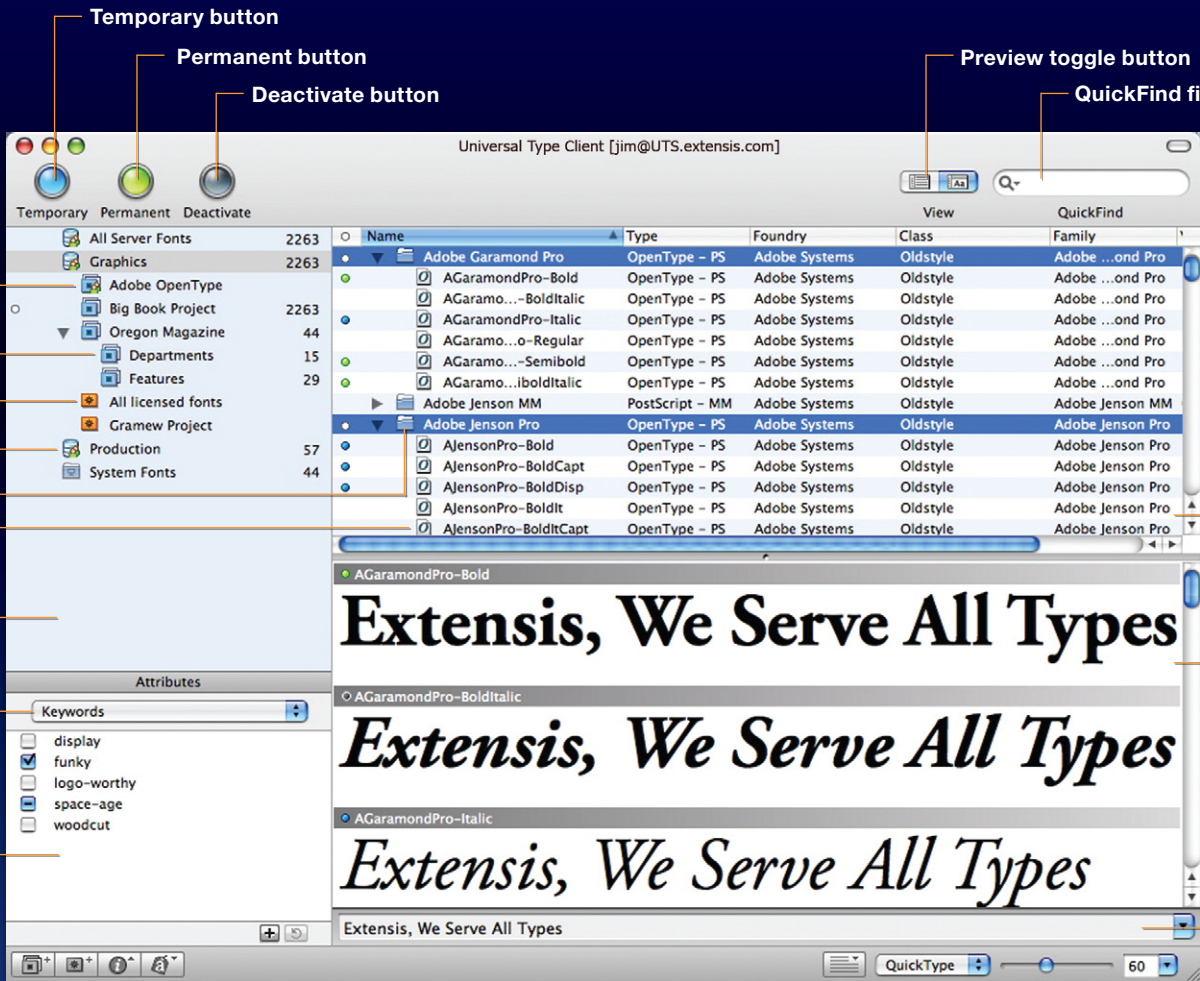 Temporary button
Permanent button
Deactivate button
Preview toggle button
QuickFind
Universal Type Client [jim@UTS.extensis.com]
Temporary Permanent Deactivate
View
QuickFind
All Server Fonts 2263
Graphics 2263
Adobe OpenType
Big Book Project 2263
Oregon Magazine 44
Departments 15
Features 29
All licensed fonts
Gramew Project
Production 57
System Fonts 44
Name Type Foundry Class Family
Adobe Garamond Pro OpenType – PS Adobe Systems Oldstyle Adobe ...ond Pro
AGaramondPro-Bold OpenType – PS Adobe Systems Oldstyle Adobe ...ond Pro
AGaramo...-BoldItalic OpenType – PS Adobe Systems Oldstyle Adobe ...ond Pro
AGaramondPro-Italic OpenType – PS Adobe Systems Oldstyle Adobe ...ond Pro
AGaramo...o-Regular OpenType – PS Adobe Systems Oldstyle Adobe ...ond Pro
AGaramo...-Semibold OpenType – PS Adobe Systems Oldstyle Adobe ...ond Pro
AGaramo...iboldItalic OpenType – PS Adobe Systems Oldstyle Adobe ...ond Pro
Adobe Jenson MM PostScript – MM Adobe Systems Oldstyle Adobe Jenson MM
Adobe Jenson Pro OpenType – PS Adobe Systems Oldstyle Adobe Jenson Pro
AJensonPro-Bold OpenType – PS Adobe Systems Oldstyle Adobe Jenson Pro
AJensonPro-BoldCapt OpenType – PS Adobe Systems Oldstyle Adobe Jenson Pro
AJensonPro-BoldDisp OpenType – PS Adobe Systems Oldstyle Adobe Jenson Pro
AJensonPro-BoldIt OpenType – PS Adobe Systems Oldstyle Adobe Jenson Pro
AJensonPro-BoldItCapt OpenType – PS Adobe Systems Oldstyle Adobe Jenson Pro
AGaramondPro-Bold
Extensis, We Serve All Types
AGaramondPro-BoldItalic
Extensis, We Serve All Types
AGaramondPro-Italic
Extensis, We Serve All Types
Extensis, We Serve All Types
Attributes
Keywords
display
funky
logo-worthy
space-age
woodcut
QuickType 60